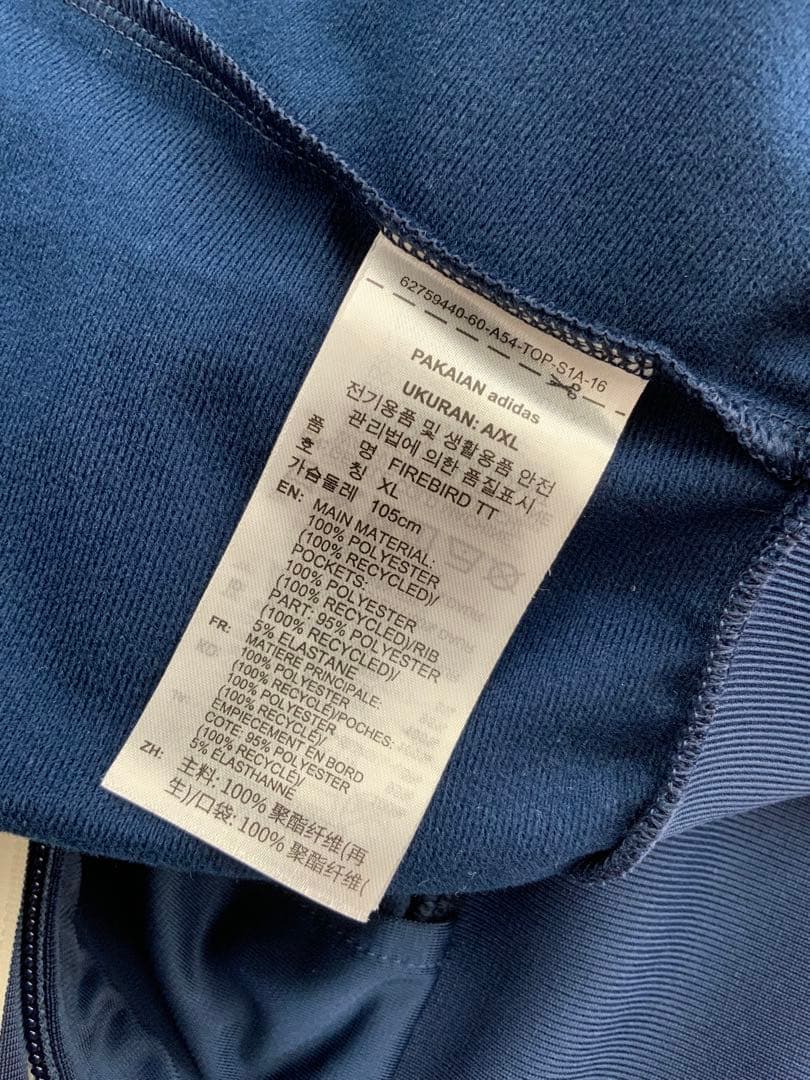 62759440-60-A54-TOP-S1A-16
PAKAIAN adidas
UKURAN: A/XL
전기용품 및 생활용품 안전
관리법에 의한 품질표시
품 명 FIREBIRD TT
호 칭 XL
가슴둘레 105cm
EN: MAIN MATERIAL:
100% POLYESTER
(100% RECYCLED)/
POCKETS:
100% POLYESTER
(100% RECYCLED)/RIB
PART: 95% POLYESTER
(100% RECYCLED)/
5% ELASTANE
FR: MATIÈRE PRINCIPALE:
100% POLYESTER
(100% RECYCLÉ)/POCHES:
100% POLYESTER
(100% RECYCLÉ)/
EMPIECEMENT EN BORD
COTE: 95% POLYESTER
(100% RECYCLÉ)/
5% ÉLASTHANNE
ZH: 主料: 100% 聚酯纤维(再
生)/口袋: 100% 聚酯纤维(